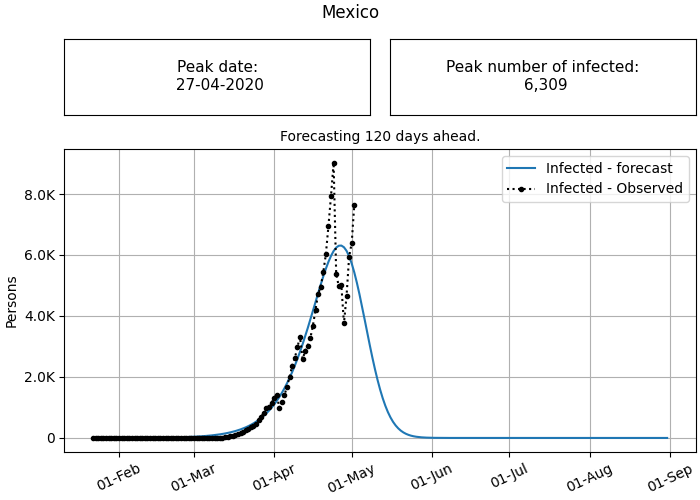 Mexico
Peak date:
27-04-2020
Peak number of infected:
6,309
Forecasting 120 days ahead.
Infected - forecast
Infected - Observed
Persons
8.0K
6.0K
4.0K
2.0K
0
01-Feb
01-Mar
01-Apr
01-May
01-Jun
01-Jul
01-Aug
01-Sep